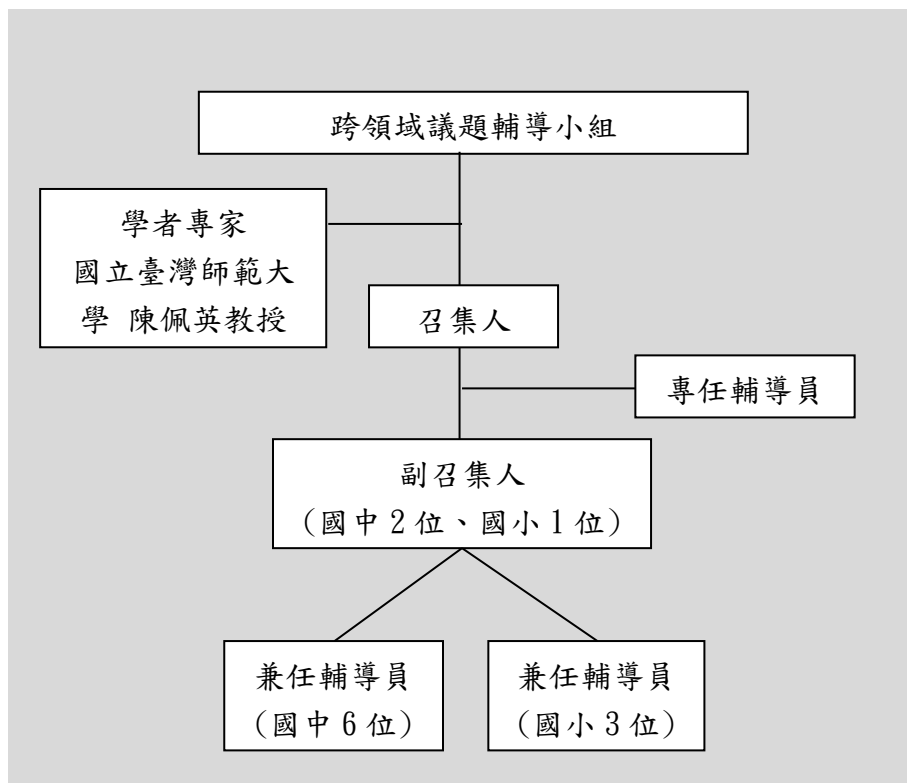 跨領域議題輔導小組
學者專家
國立臺灣師範大
學 陳佩英教授
召集人
專任輔導員
副召集人
(國中2位、國小1位)
兼任輔導員
(國中6位)
兼任輔導員
(國小3位)